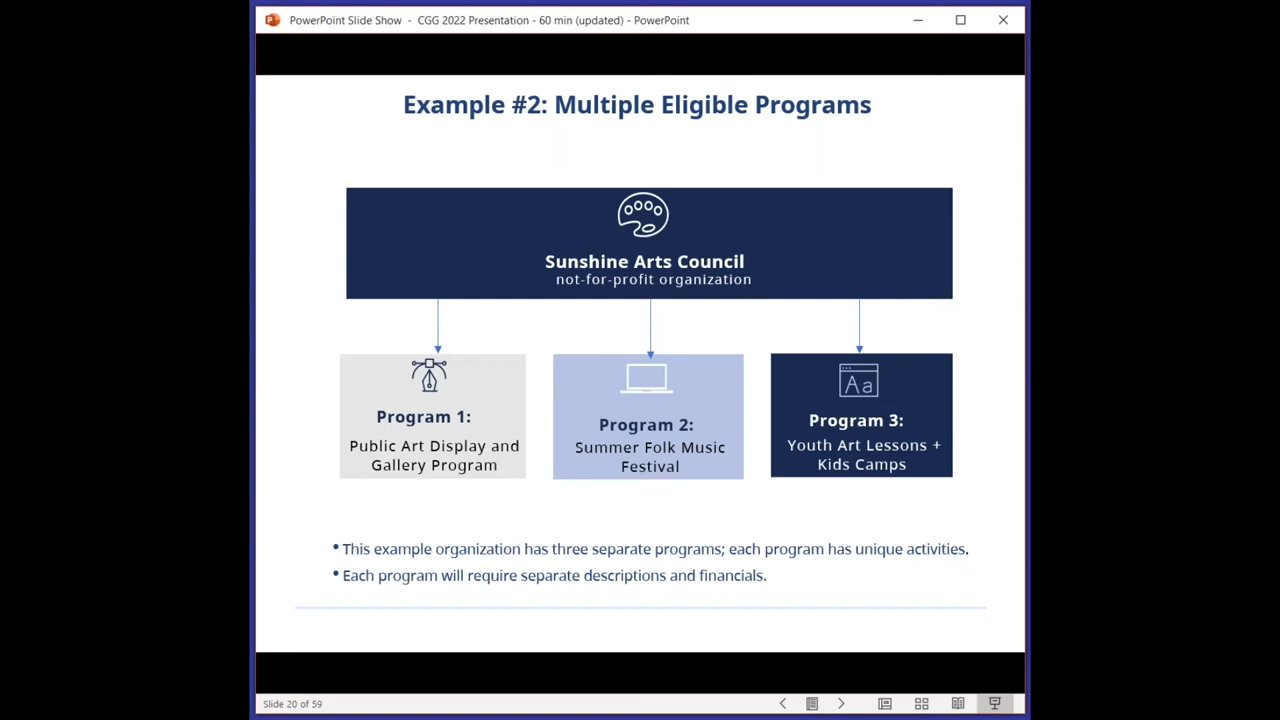 PowerPoint Slide Show - CGG 2022 Presentation - 60 min (updated) - PowerPoint
Example #2: Multiple Eligible Programs
Sunshine Arts Council
not-for-profit organization
Program 1:
Public Art Display and
Gallery Program
Program 2:
Summer Folk Music
Festival
Aa
Program 3:
Youth Art Lessons +
Kids Camps
• This example organization has three separate programs; each program has unique activities.
• Each program will require separate descriptions and financials.
Slide 20 of 59